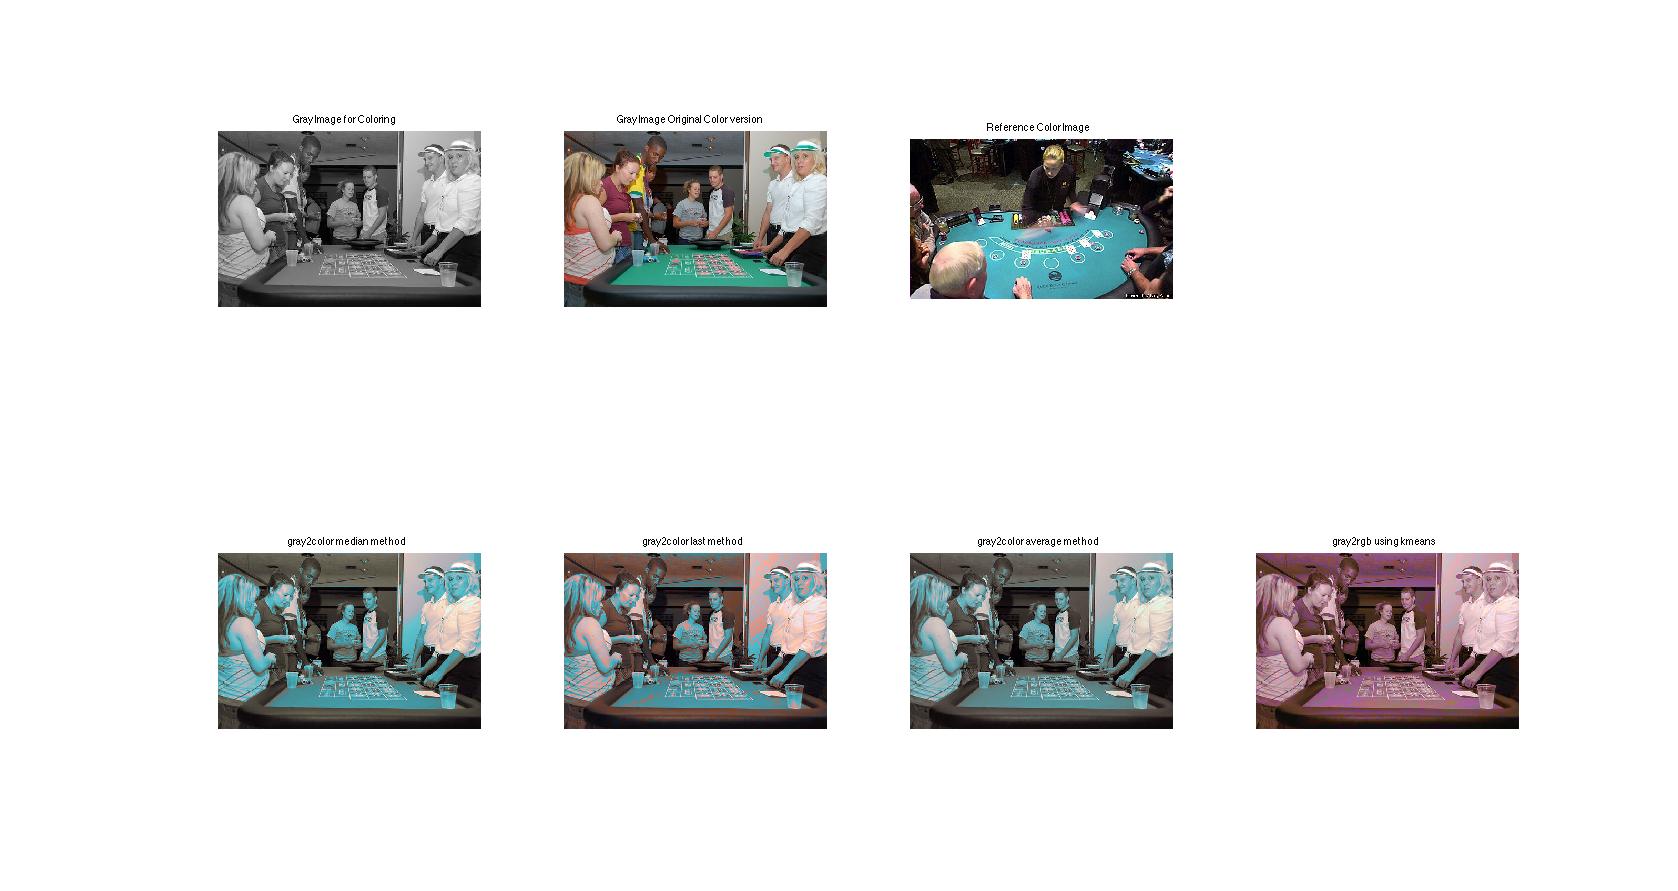 Gray Image for Coloring
Gray Image Original Color version
Reference Color Image
gray2color median method
gray2color last method
gray2color average method
gray2rgb using kmeans